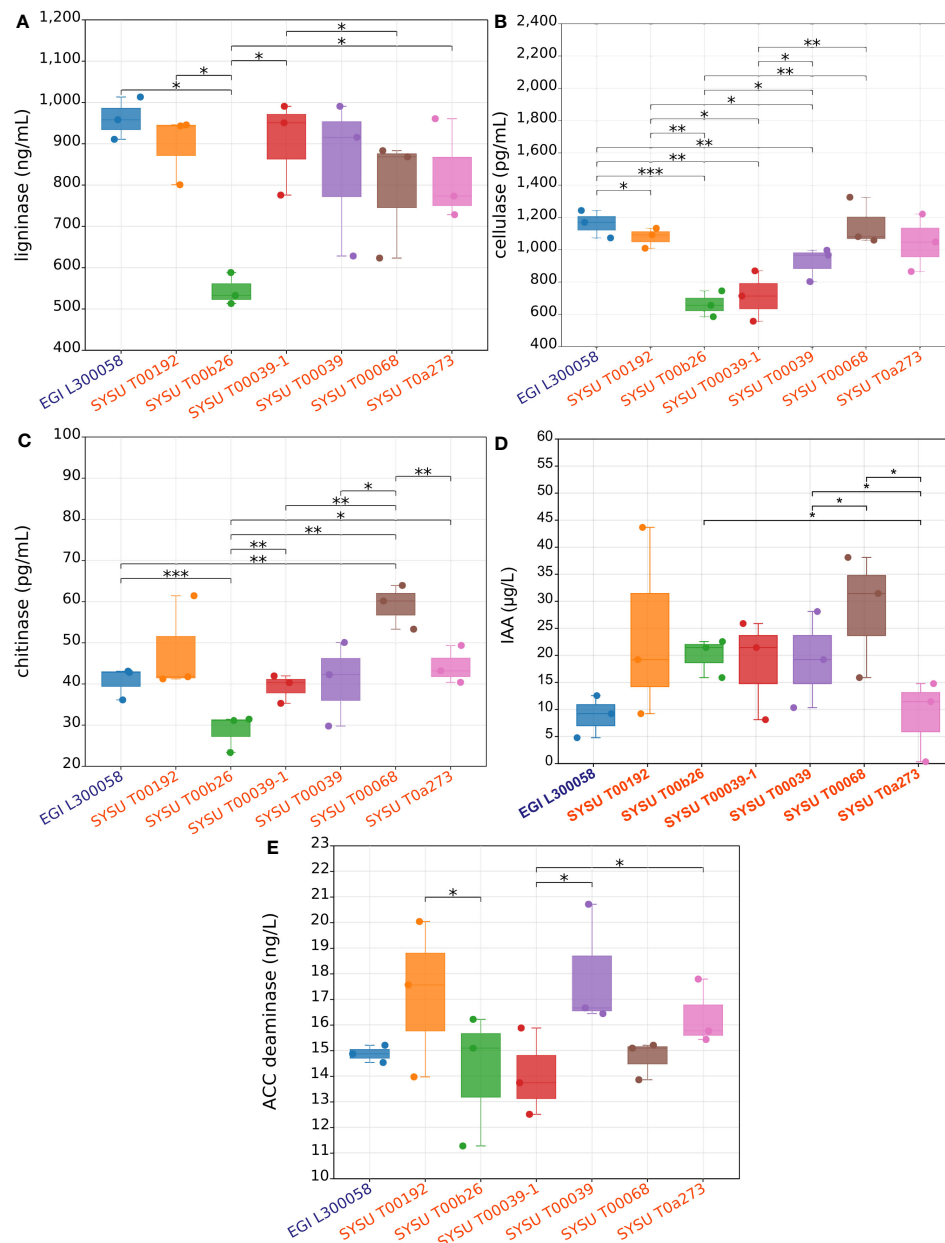 A
ligninase (ng/mL)
1,200
1,100
1,000
900
800
700
600
500
400
*
*
*
*
*
EGI L300058
SYSU T00192
SYSU T00b26
SYSU T00039-1
SYSU T00039
SYSU T00068
SYSU T0a273
B
cellulase (pg/mL)
2,400
2,200
2,000
1,800
1,600
1,400
1,200
1,000
800
600
400
**
*
**
*
*
*
**
**
**
***
*
EGI L300058
SYSU T00192
SYSU T00b26
SYSU T00039-1
SYSU T00039
SYSU T00068
SYSU T0a273
C
chitinase (pg/mL)
100
90
80
70
60
50
40
30
20
**
*
**
*
**
**
**
***
EGI L300058
SYSU T00192
SYSU T00b26
SYSU T00039-1
SYSU T00039
SYSU T00068
SYSU T0a273
D
IAA (μg/L)
60
55
50
45
40
35
30
25
20
15
10
5
0
*
*
*
*
EGI L300058
SYSU T00192
SYSU T00b26
SYSU T00039-1
SYSU T00039
SYSU T00068
SYSU T0a273
E
ACC deaminase (ng/L)
23
22
21
20
19
18
17
16
15
14
13
12
11
10
*
*
*
EGI L300058
SYSU T00192
SYSU T00b26
SYSU T00039-1
SYSU T00039
SYSU T00068
SYSU T0a273